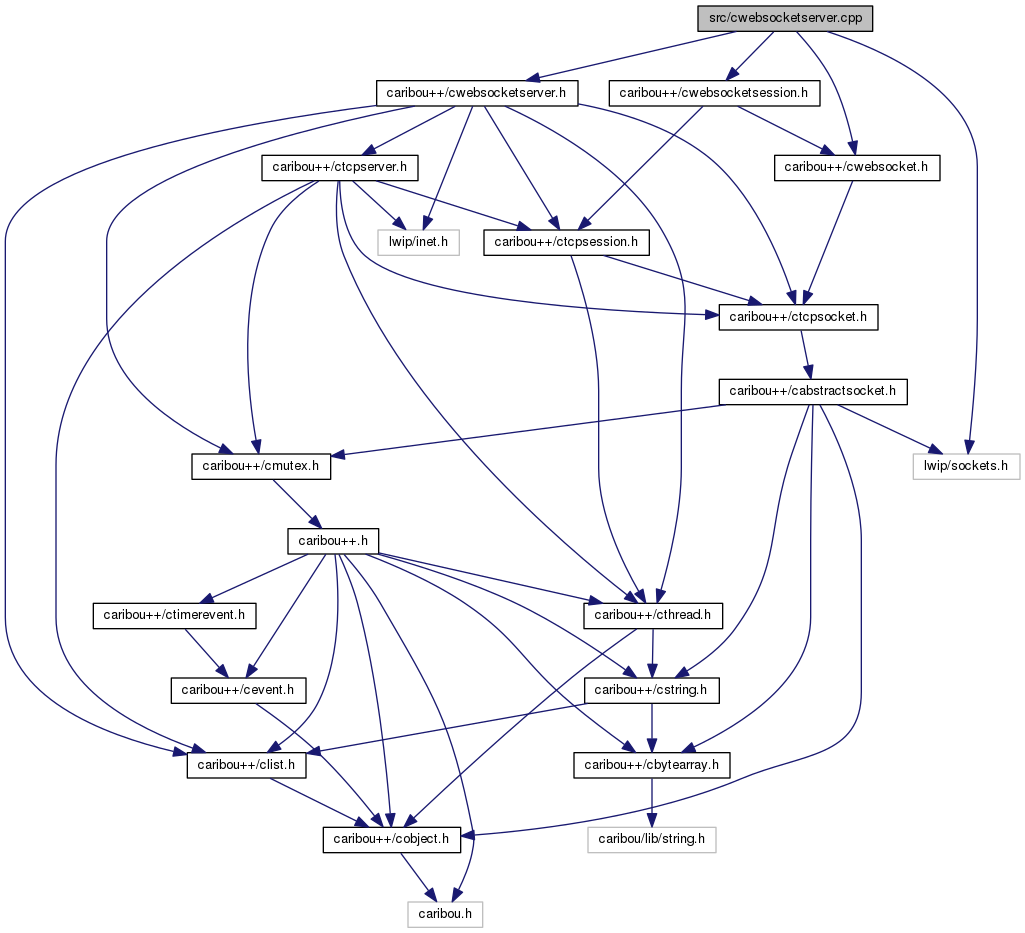 src/cwebsocketserver.cpp
caribou++/cwebsocketserver.h
caribou++/cwebsocketsession.h
caribou++/ctcpserver.h
caribou++/cwebsocket.h
lwip/inet.h
caribou++/ctcpsession.h
caribou++/ctcpsocket.h
caribou++/cabstractsocket.h
caribou++/cmutex.h
lwip/sockets.h
caribou++.h
caribou++/ctimerevent.h
caribou++/cthread.h
caribou++/cevent.h
caribou++/cstring.h
caribou++/clist.h
caribou++/cbytearray.h
caribou++/cobject.h
caribou/lib/string.h
caribou.h